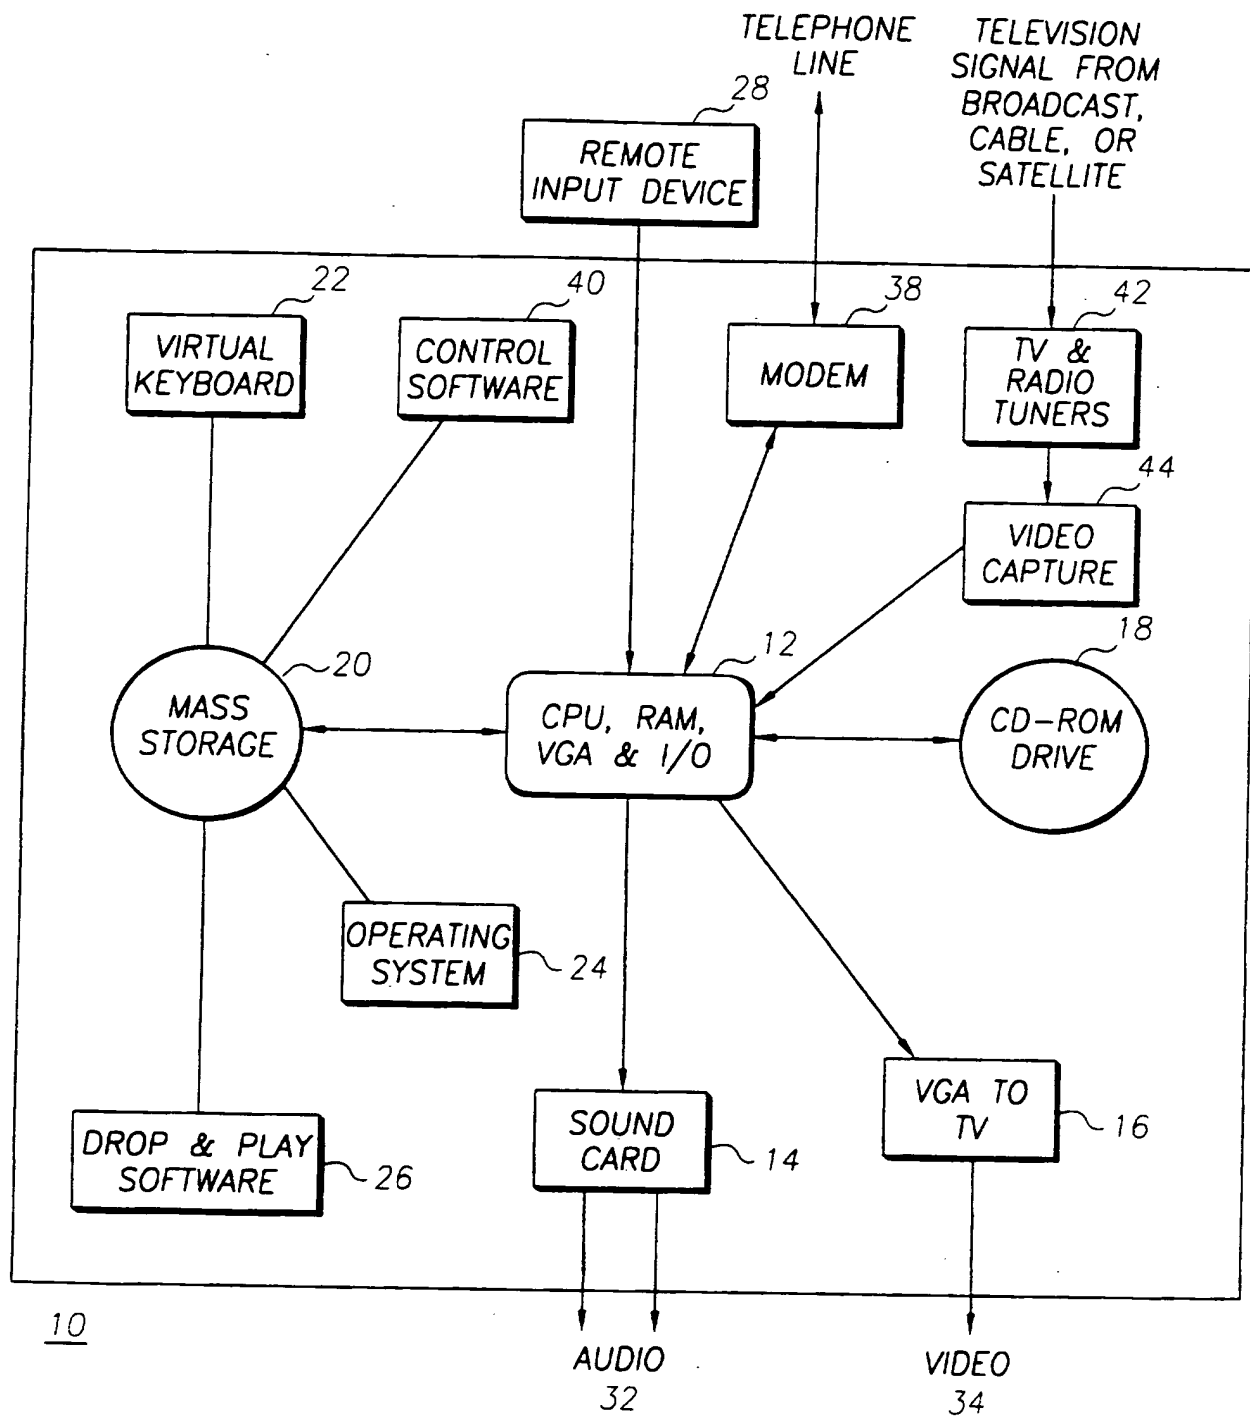 TELEPHONE
LINE
TELEVISION
SIGNAL FROM
BROADCAST,
CABLE, OR
SATELLITE
28
REMOTE
INPUT DEVICE
22
VIRTUAL
KEYBOARD
40
CONTROL
SOFTWARE
38
MODEM
42
TV &
RADIO
TUNERS
44
VIDEO
CAPTURE
20
MASS
STORAGE
12
CPU, RAM,
VGA & I/O
18
CD-ROM
DRIVE
OPERATING
SYSTEM
24
DROP & PLAY
SOFTWARE
26
SOUND
CARD
14
VGA TO
TV
16
10
AUDIO
32
VIDEO
34